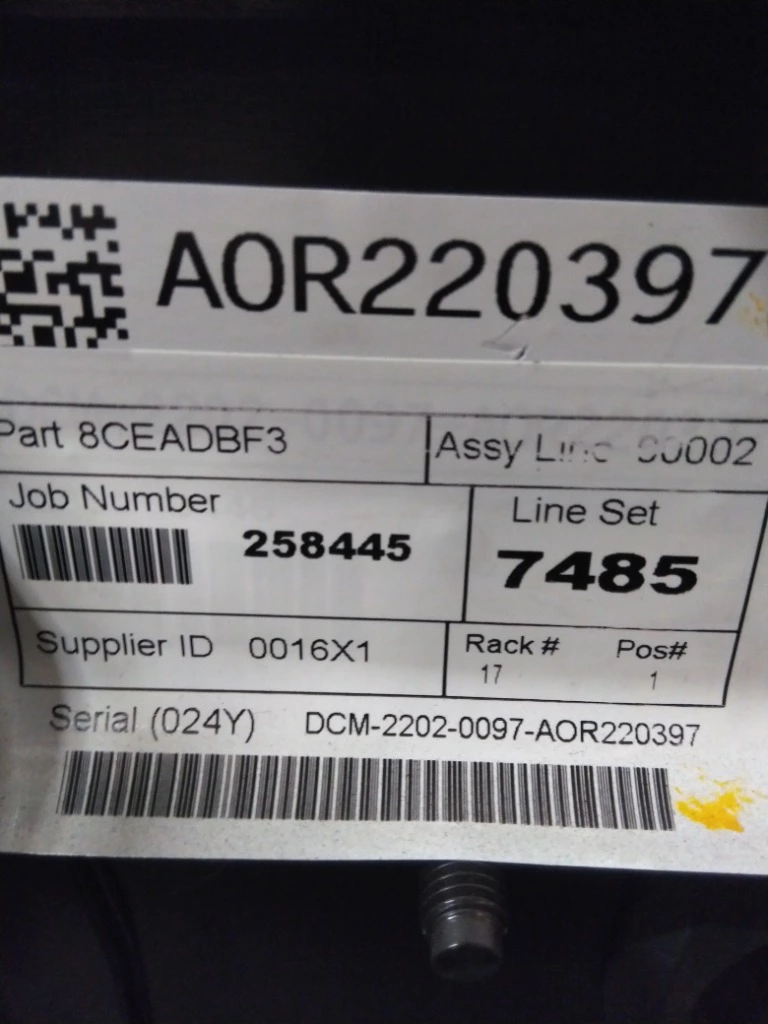 AOR220397
Part 8CEADBF3
Assy Line 00002
Job Number
258445
Line Set
7485
Supplier ID 0016X1
Rack #
17
Pos#
1
Serial (024Y) DCM-2202-0097-AOR220397